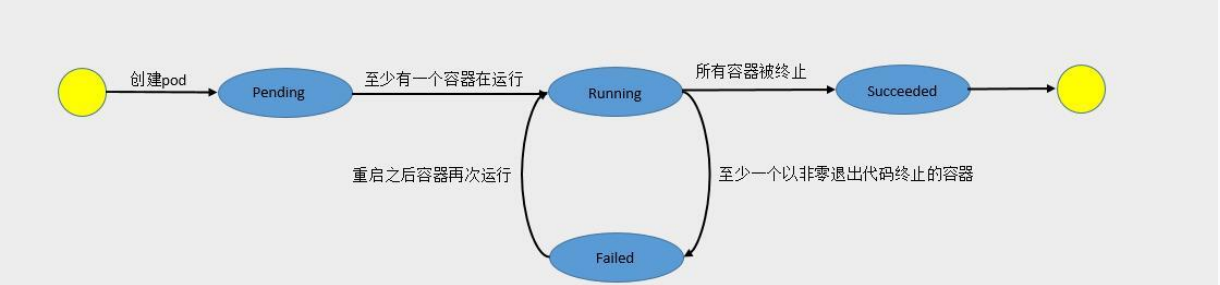 创建pod
Pending
至少有一个容器在运行
Running
所有容器被终止
Succeeded
重启之后容器再次运行
至少一个以非零退出代码终止的容器
Failed